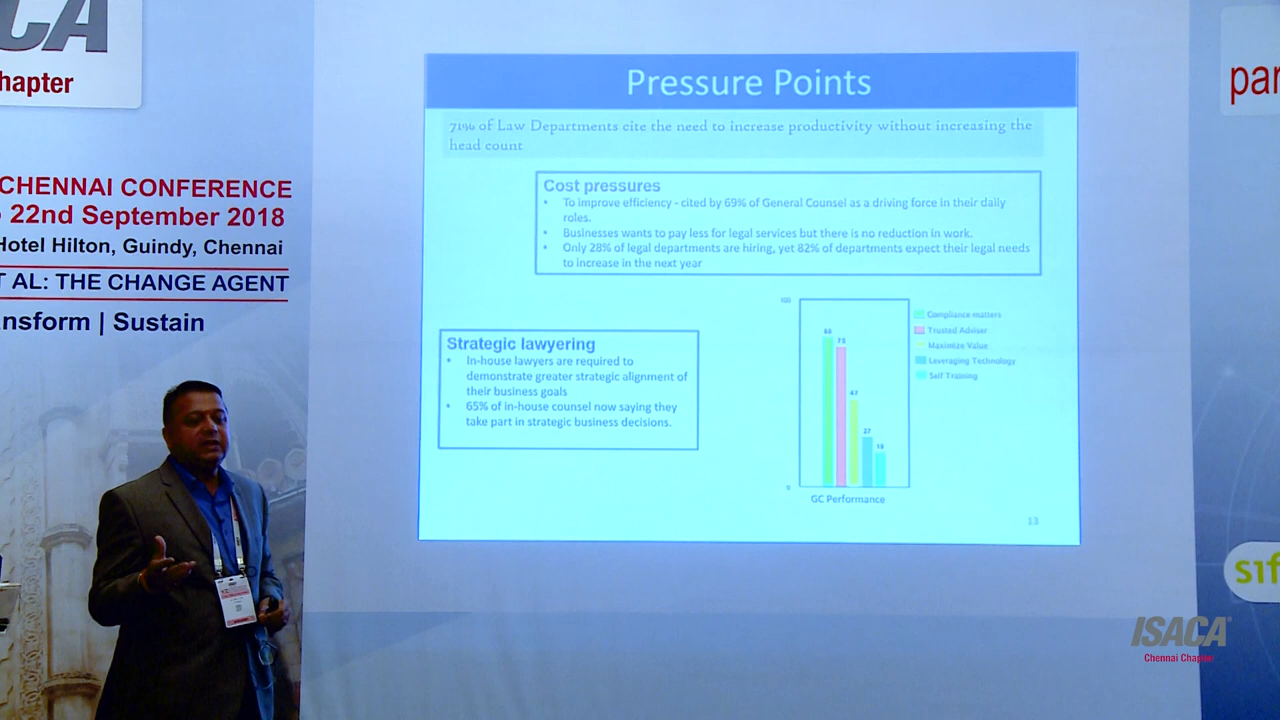 CA
hapter
CHENNAI CONFERENCE
22nd September 2018
Hotel Hilton, Guindy, Chennai
T AL: THE CHANGE AGENT
nsform | Sustain
Pressure Points
71% of Law Departments cite the need to increase productivity without increasing the
head count
Cost pressures
• To improve efficiency - cited by 69% of General Counsel as a driving force in their daily
roles.
• Businesses wants to pay less for legal services but there is no reduction in work.
• Only 28% of legal departments are hiring, yet 82% of departments expect their legal needs
to increase in the next year
Strategic lawyering
• In-house lawyers are required to
demonstrate greater strategic alignment of
their business goals
• 65% of in-house counsel now saying they
take part in strategic business decisions.
100
75
47
27
0
GC Performance
Compliance matters
Trusted Adviser
Maximize Value
Leveraging Technology
Self Training
13
par
sif
ISACA
Chennai Chapter